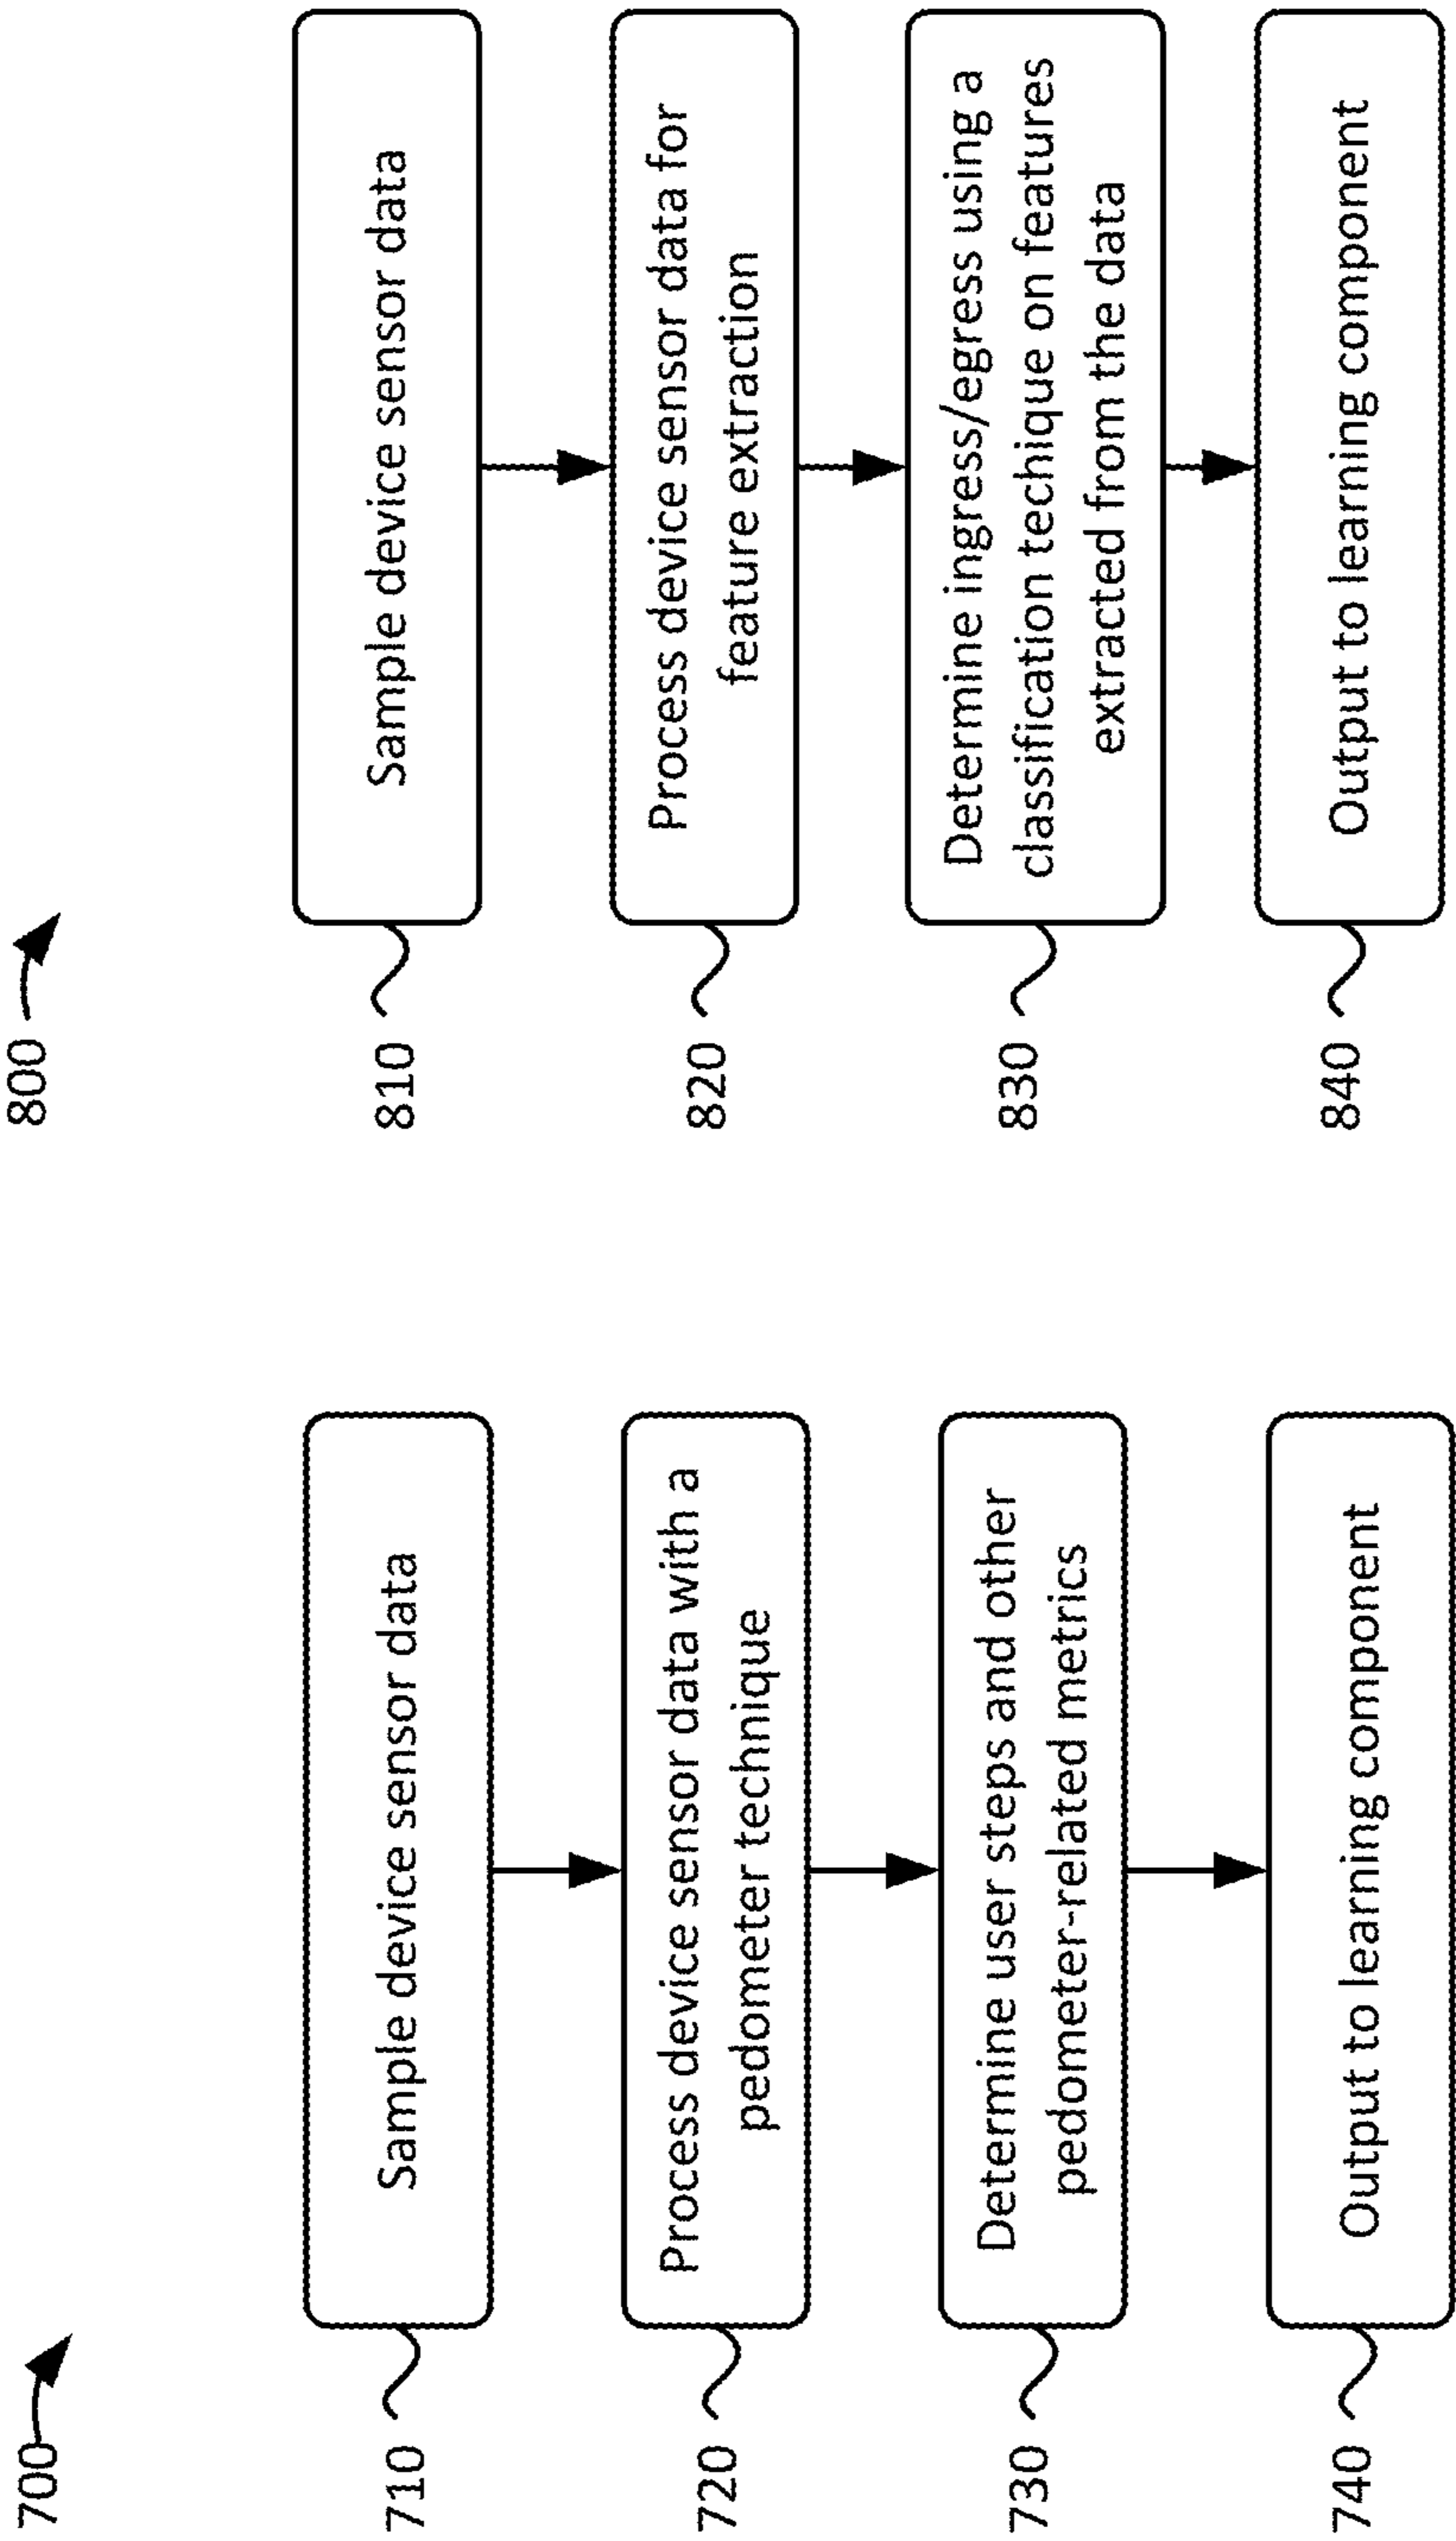 700
710
Sample device sensor data
720
Process device sensor data with a
pedometer technique
730
Determine user steps and other
pedometer-related metrics
740
Output to learning component
800
810
Sample device sensor data
820
Process device sensor data for
feature extraction
830
Determine ingress/egress using a
classification techique on features
extracted from the data
840
Output to learning component